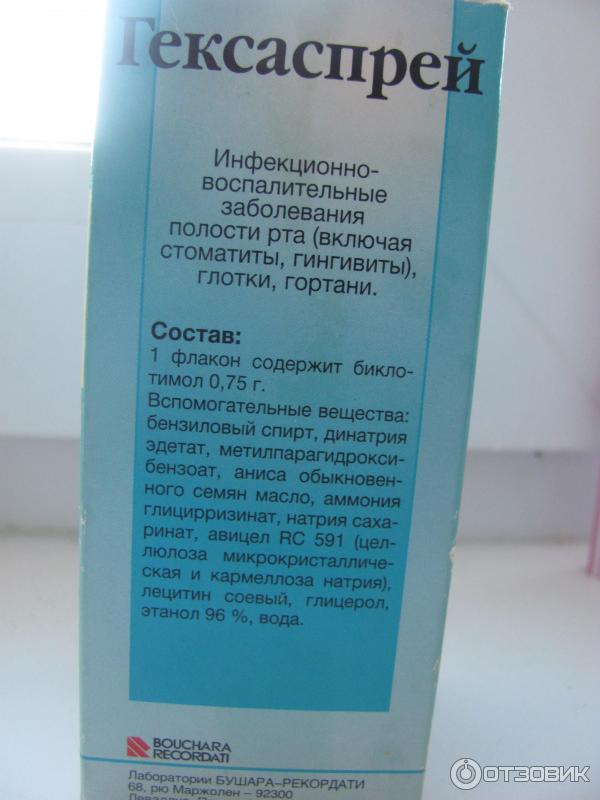 Гексаспрей
Инфекционно-
воспалительные
заболевания
полости рта (включая
стоматиты, гингивиты),
глотки, гортани.
Состав:
1 флакон содержит бикло-
тимол 0,75 г.
Вспомогательные вещества:
бензиловый спирт, динатрия
эдетат, метилпарагидрокси-
бензоат, аниса обыкновен-
ного семян масло, аммония
глицирризинат, натрия саха-
ринат, авицел RC 591 (цел-
люлоза микрокристалличе-
ская и кармеллоза натрия),
лецитин соевый, глицерол,
этанол 96 %, вода.
BOUCHARA
RECORDATI
Лаборатории БУШАРА–РЕКОРДАТИ
68, рю Маржолен – 92300
ОТЗОВИК